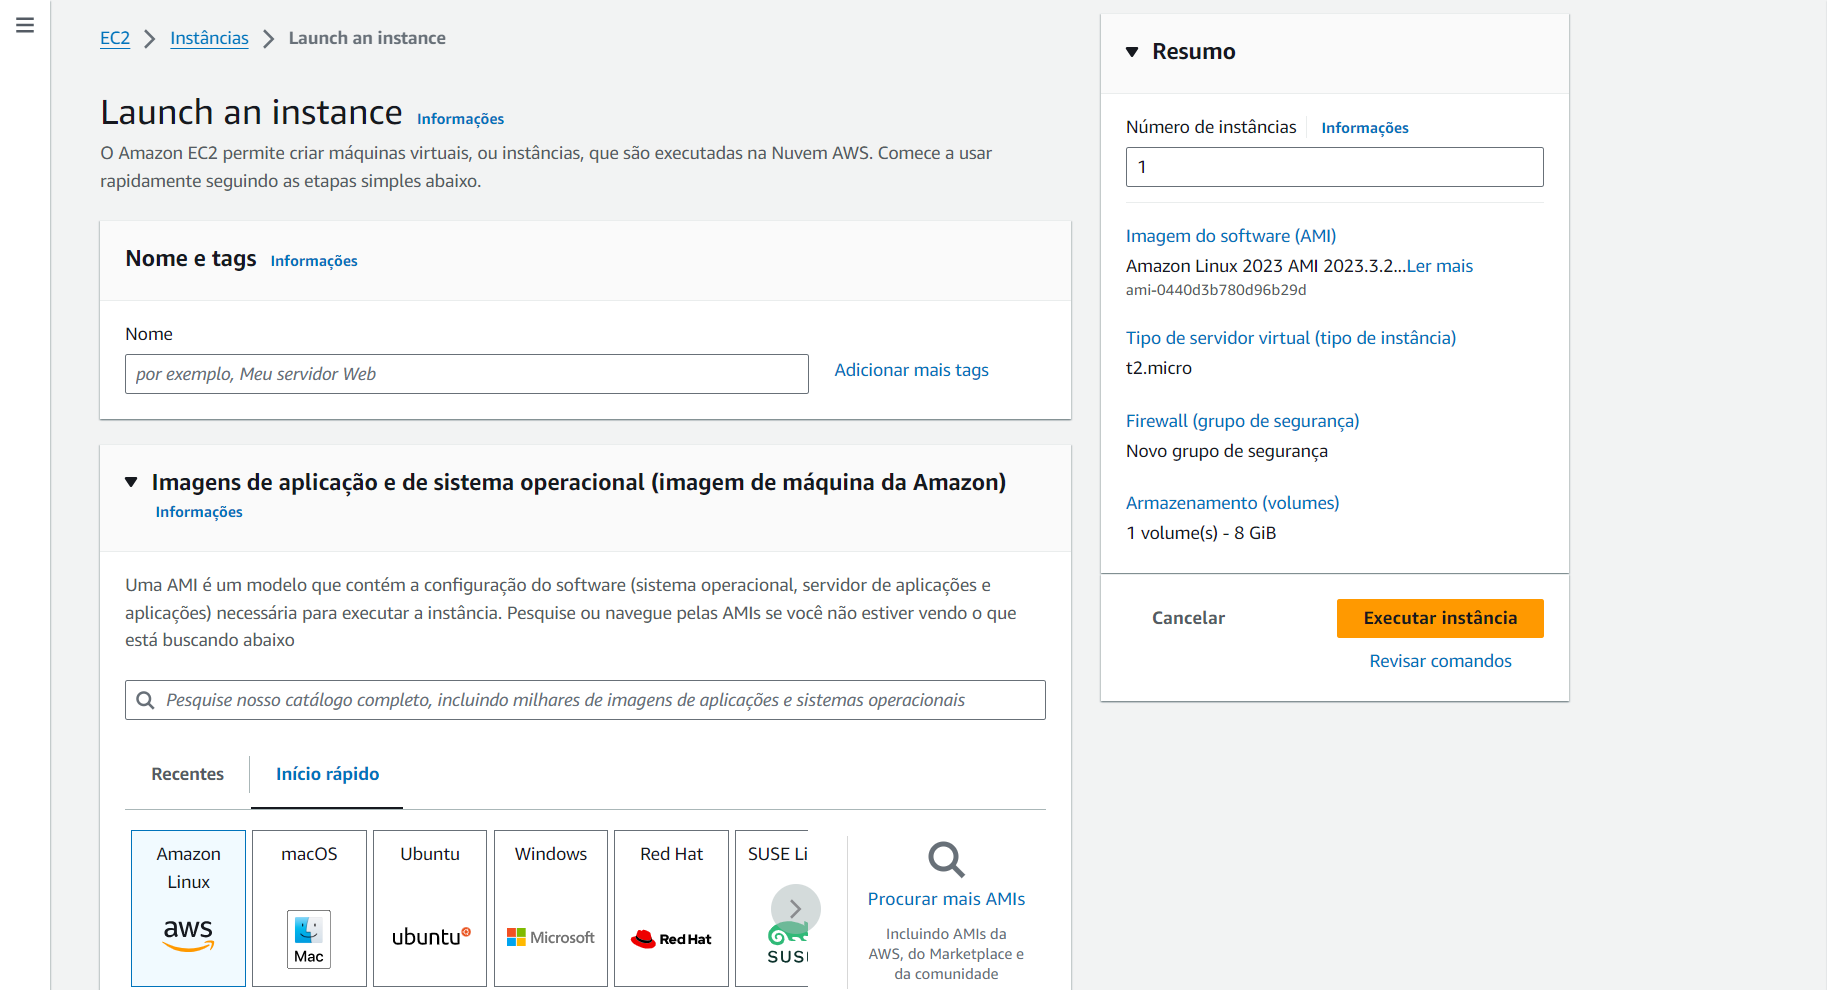 EC2 Instâncias Launch an instance
Launch an instance Informações
O Amazon EC2 permite criar máquinas virtuais, ou instâncias, que são executadas na Nuvem AWS. Comece a usar
rapidamente seguindo as etapas simples abaixo.
Nome e tags Informações
Nome
por exemplo, Meu servidor Web
Adicionar mais tags
Imagens de aplicação e de sistema operacional (imagem de máquina da Amazon)
Informações
Uma AMI é um modelo que contém a configuração do software (sistema operacional, servidor de aplicações e
aplicações) necessária para executar a instância. Pesquise ou navegue pelas AMIs se você não estiver vendo o que
está buscando abaixo
Pesquise nosso catálogo completo, incluindo milhares de imagens de aplicações e sistemas operacionais
Recentes
Início rápido
Amazon
Linux
aws
macOS
Mac
Ubuntu
ubuntu
Windows
Microsoft
Red Hat
Red Hat
SUSE Li
SUS
Procurar mais AMIs
Incluindo AMIs da
AWS, do Marketplace e
da comunidade
Resumo
Número de instâncias Informações
1
Imagem do software (AMI)
Amazon Linux 2023 AMI 2023.3.2...Ler mais
ami-0440d3b780d96b29d
Tipo de servidor virtual (tipo de instância)
t2.micro
Firewall (grupo de segurança)
Novo grupo de segurança
Armazenamento (volumes)
1 volume(s) - 8 GiB
Cancelar
Executar instância
Revisar comandos